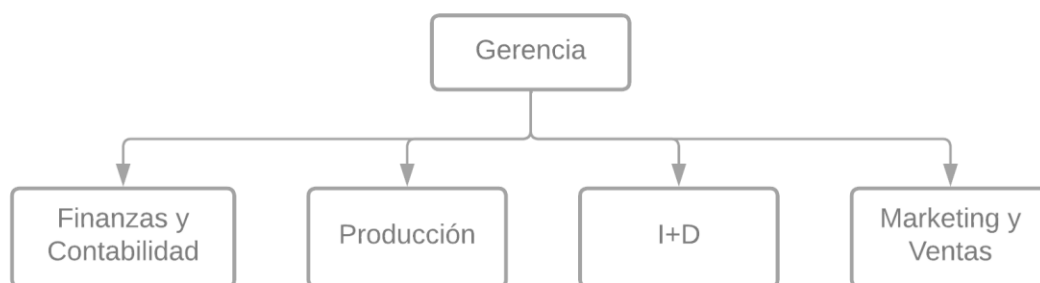 Gerencia
Finanzas y
Contabilidad
Producción
I+D
Marketing y
Ventas